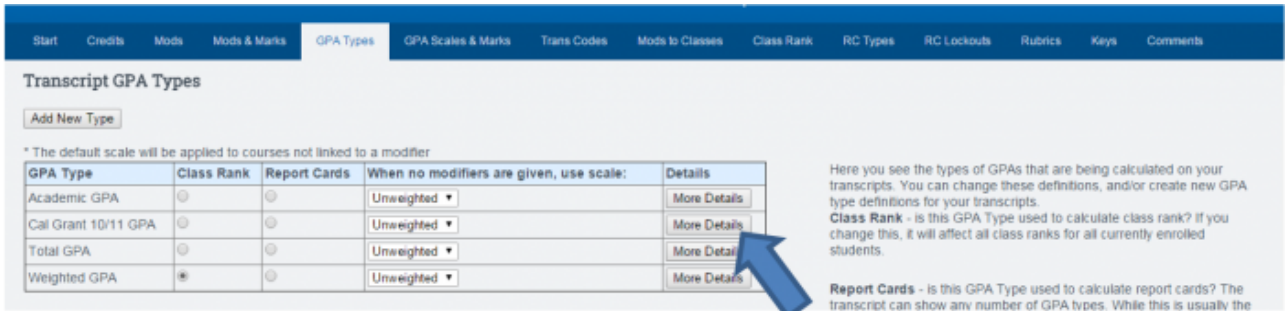 Start Credits Mods Mods & Marks GPA Types GPA Scales & Marks Trans Codes Mods to Classes Class Rank RC Types RC Lockouts Rubrics Keys Comments
Transcript GPA Types
Add New Type
* The default scale will be applied to courses not linked to a modifier
GPA Type Class Rank Report Cards When no modifiers are given, use scale: Details
Academic GPA Unweighted More Details
Cal Grant 10/11 GPA Unweighted More Details
Total GPA Unweighted More Detail
Weighted GPA Unweighted More Details
Here you see the types of GPAs that are being calculated on your
transcripts. You can change these definitions, and/or create new GPA
type definitions for your transcripts.
Class Rank - is this GPA Type used to calculate class rank? If you
change this, it will affect all class ranks for all currently enrolled
students.
Report Cards - is this GPA Type used to calculate report cards? The
transcript can show any number of GPA types. While this is usually the